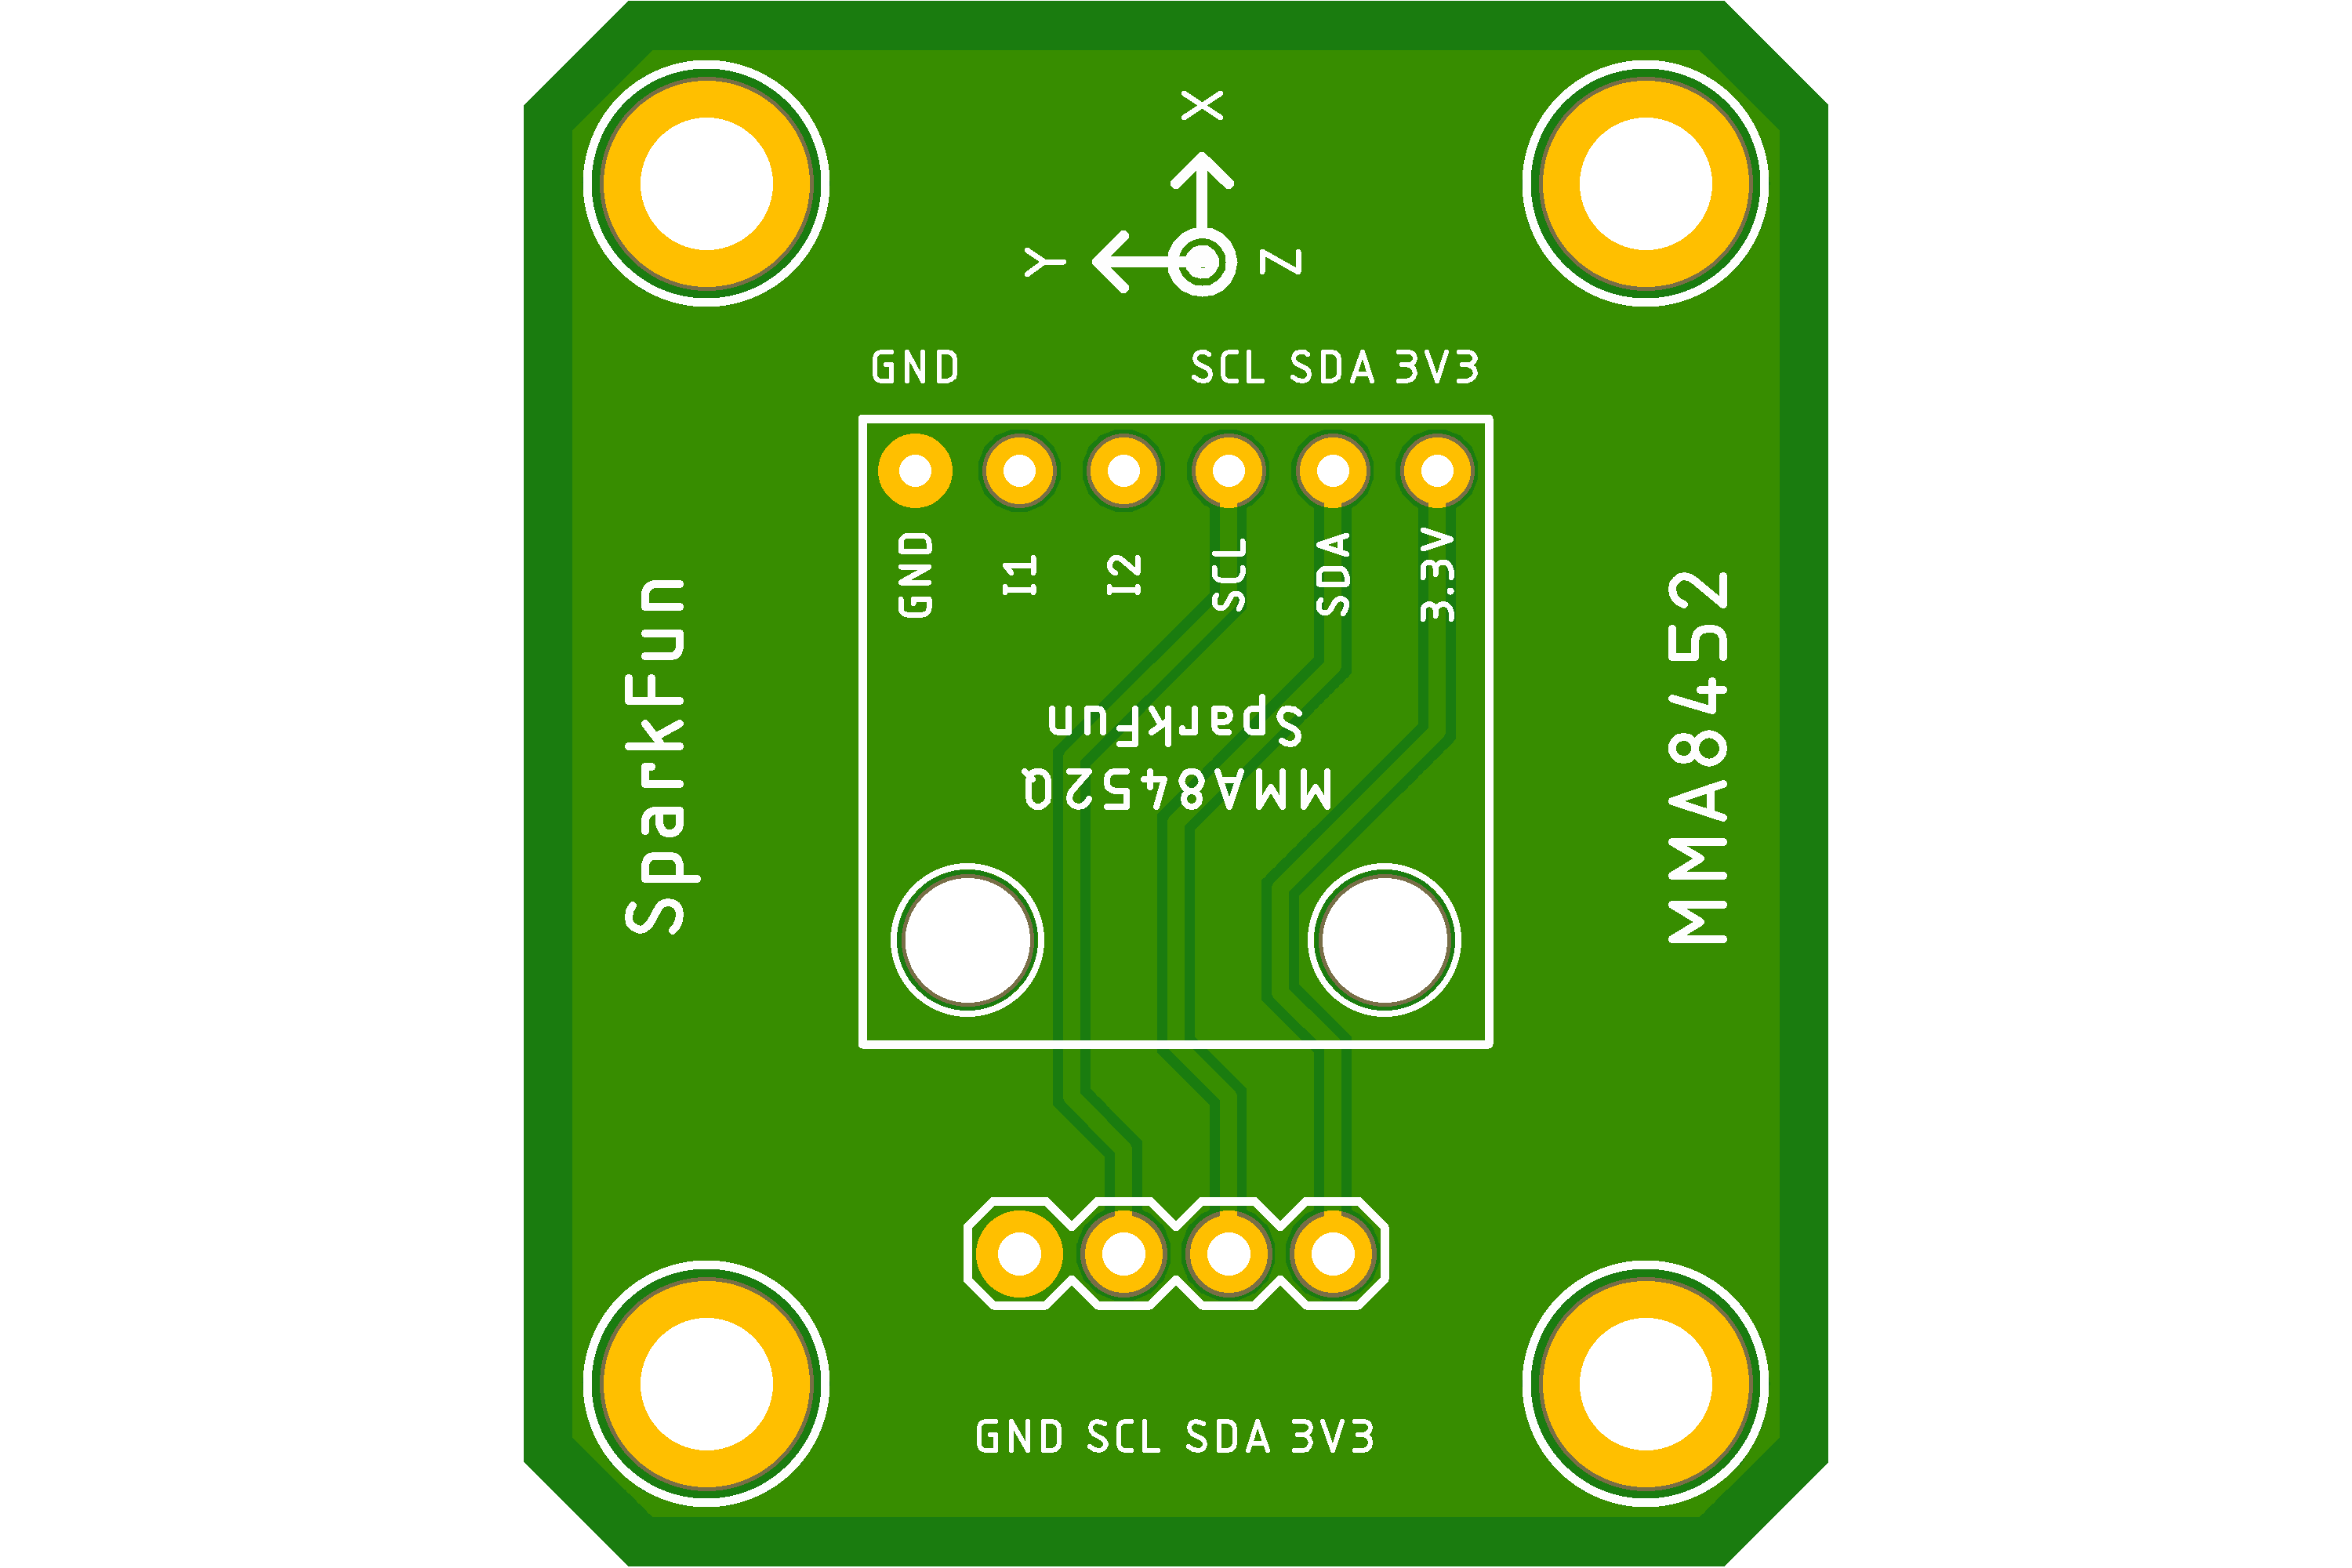 X
Y Z
GND SCL SDA 3V3
GND I1 I2 SCL SDA 3.3V
SparkFun
MMA8452Q
SparkFun
MMA8452
GND SCL SDA 3V3